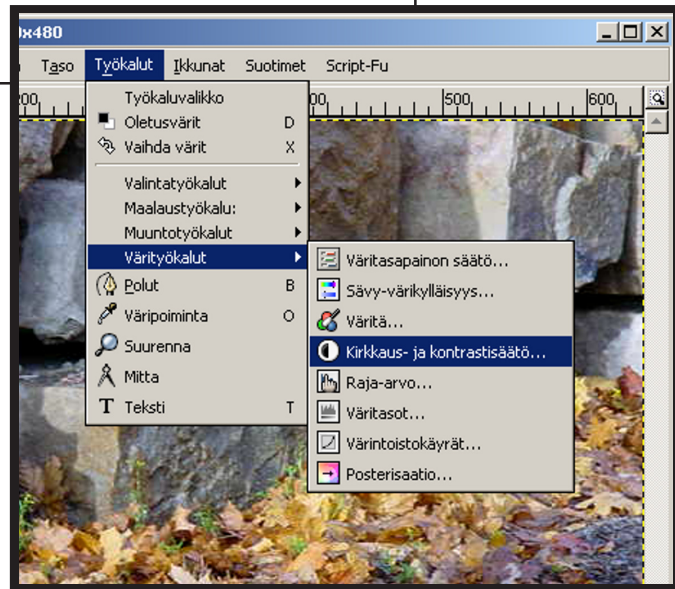 0x480
Taso Työkalut Ikkunat Suotimet Script-Fu
500 600
Työkaluvalikko
Oletusvärit D
Vaihda värit X
Valintatyökalut
Maalaustyökalu:
Muuntotyökalut
Värityökalut
Polut B
Väripoiminta O
Suurenna
Mitta
Teksti T
Väritasapainon säätö...
Sävy-värikylläisyys...
Väritä...
Kirkkaus- ja kontrastisäätö...
Raja-arvo...
Väritasot...
Värintoistokäyrät...
Posterisaatio...